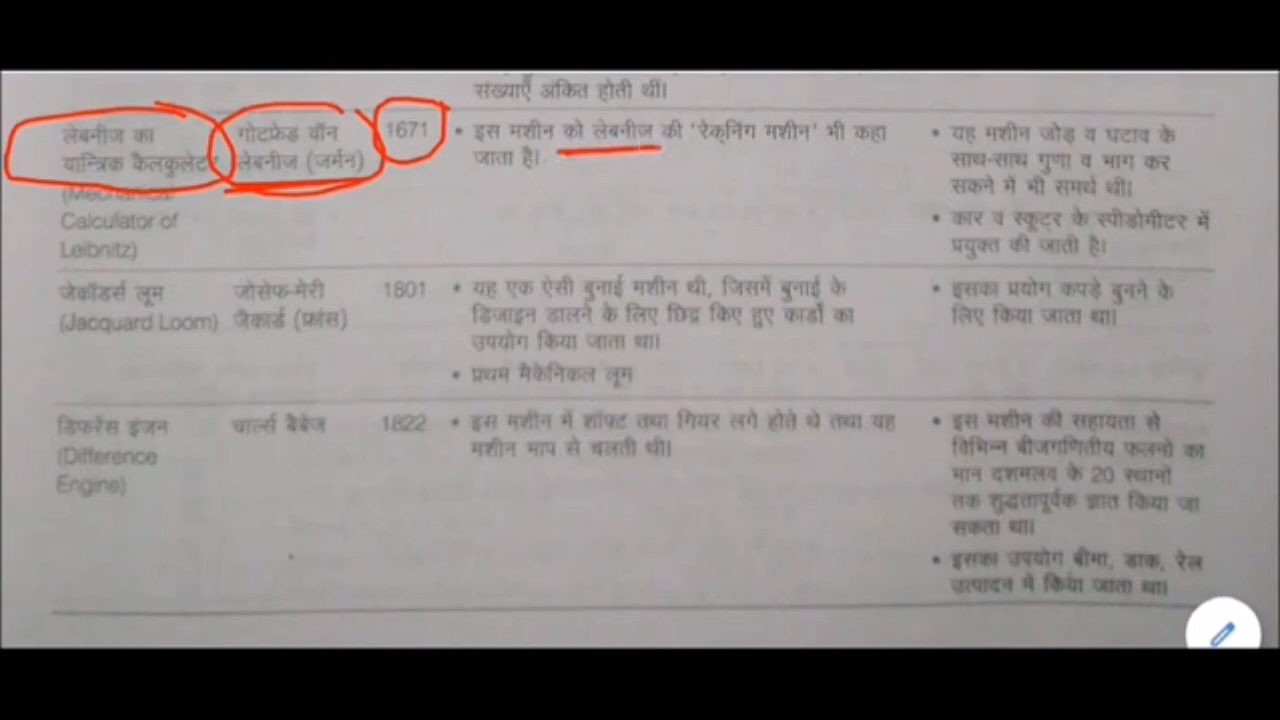 संख्याएँ अंकित होती थीं।
लेबनीज का
यान्त्रिक कैलकुलेटर
(Mechanical
Calculator of
Leibnitz)
गोटफ्रेड वॉन
लेबनीज (जर्मन)
1671
• इस मशीन को लेबनीज की 'रेक्निंग मशीन' भी कहा
जाता है।
• यह मशीन जोड़ व घटाव के
साथ-साथ गुणा व भाग कर
सकने में भी समर्थ थी।
• कार व स्कूटर के स्पीडोमीटर में
प्रयुक्त की जाती है।
जेकॉडर्स लूम
(Jacquard Loom)
जोसेफ-मेरी
जैकार्ड (फ्रांस)
1801
• यह एक ऐसी बुनाई मशीन थी, जिसमें बुनाई के
डिजाइन डालने के लिए छिद्र किए हुए कार्डों का
उपयोग किया जाता था।
• प्रथम मैकेनिकल लूम
• इसका प्रयोग कपड़े बुनने के
लिए किया जाता था।
डिफरेंस इंजन
(Difference
Engine)
चार्ल्स बैबेज
1822
• इस मशीन में शॉफ्ट तथा गियर लगे होते थे तथा यह
मशीन भाप से चलती थी।
• इस मशीन की सहायता से
विभिन्न बीजगणितीय फलनों का
मान दशमलव के 20 स्थानों
तक शुद्धतापूर्वक ज्ञात किया जा
सकता था।
• इसका उपयोग बीमा, डाक, रेल
उत्पादन में किया जाता था।